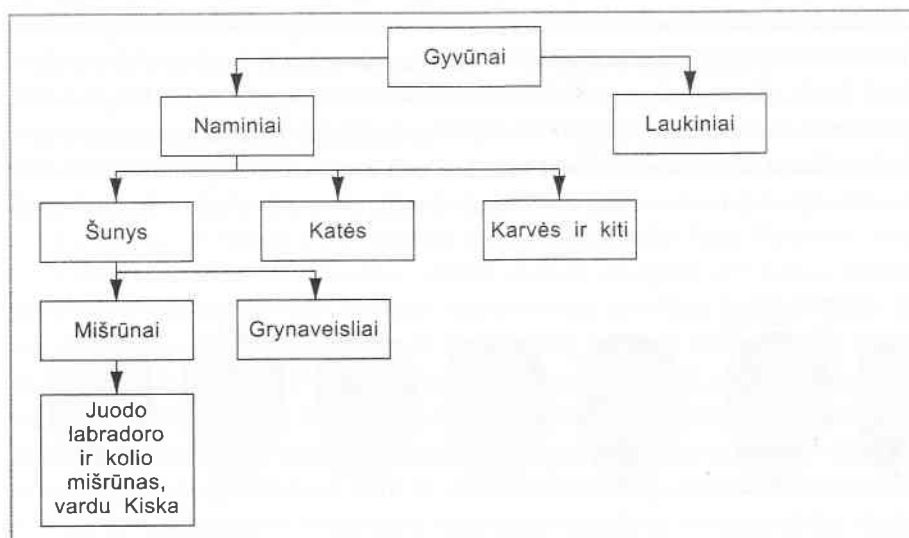 Gyvūnai
Naminiai
Laukiniai
Šunys
Katės
Karvės ir kiti
Mišrūnai
Grynaveisliai
Juodo
labradoro
ir kolio
mišrūnas,
vardu Kiska